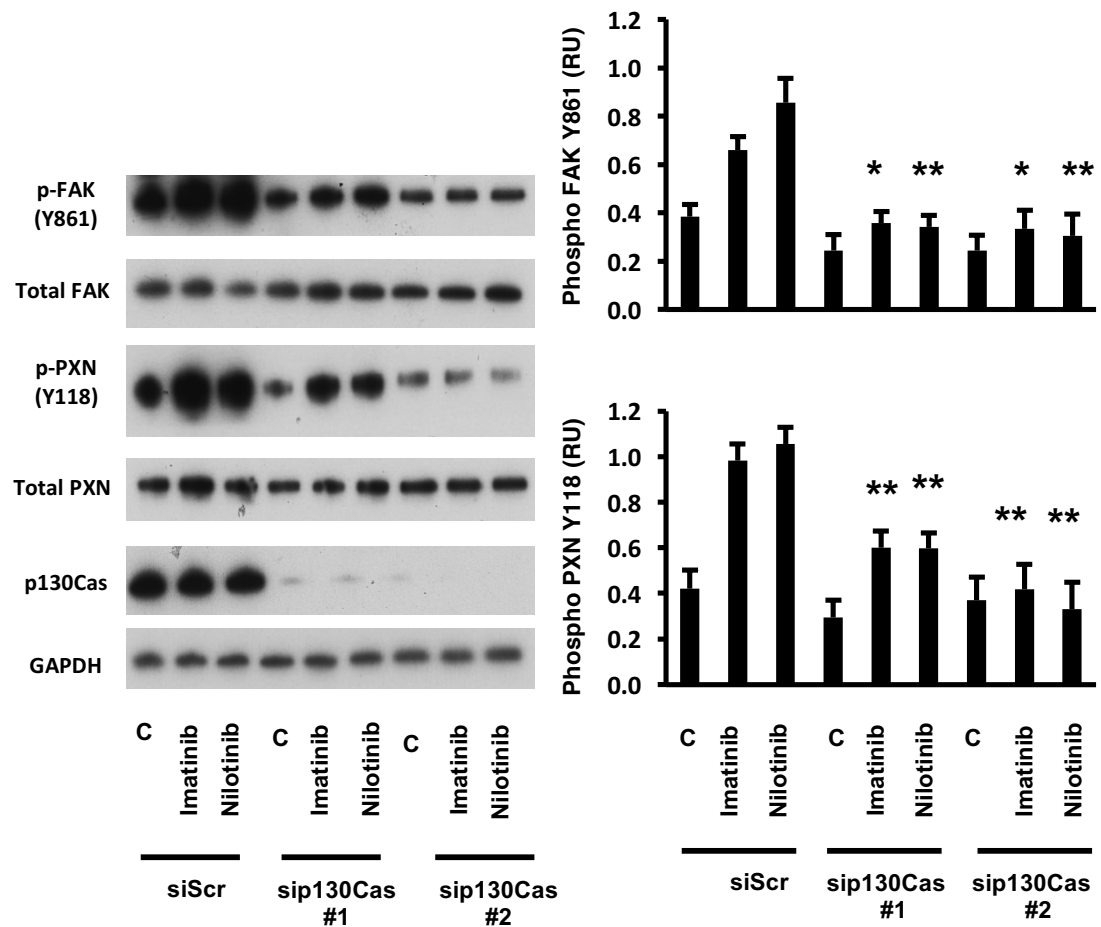 p-FAK
(Y861)
Total FAK
p-PXN
(Y118)
Total PXN
p130Cas
GAPDH
C
Imatinib
Nilotinib
C
Imatinib
Nilotinib
C
Imatinib
Nilotinib
siScr
sip130Cas
#1
sip130Cas
#2
Phospho FAK Y861 (RU)
1.2
1.0
0.8
0.6
0.4
0.2
0.0
*
**
*
**
Phospho PXN Y118 (RU)
1.2
1.0
0.8
0.6
0.4
0.2
0.0
**
**
**
**
C
Imatinib
Nilotinib
C
Imatinib
Nilotinib
C
Imatinib
Nilotinib
siScr
sip130Cas
#1
sip130Cas
#2